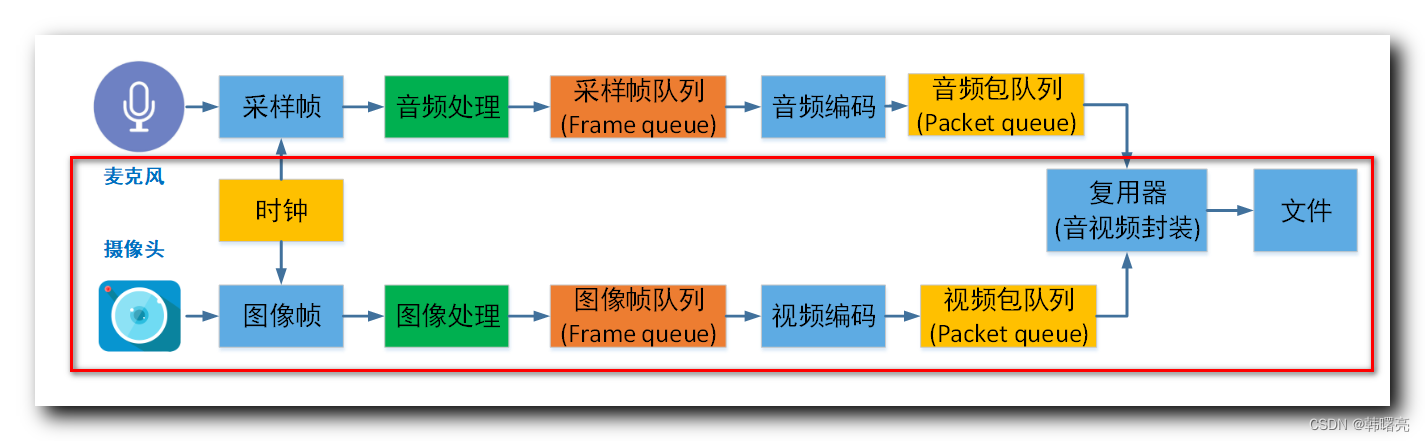 采样帧
音频处理
采样帧队列
(Frame queue)
音频编码
音频包队列
(Packet queue)
麦克风
时钟
复用器
(音视频封装)
文件
摄像头
图像帧
图像处理
图像帧队列
(Frame queue)
视频编码
视频包队列
(Packet queue)
CSDN @韩曙亮